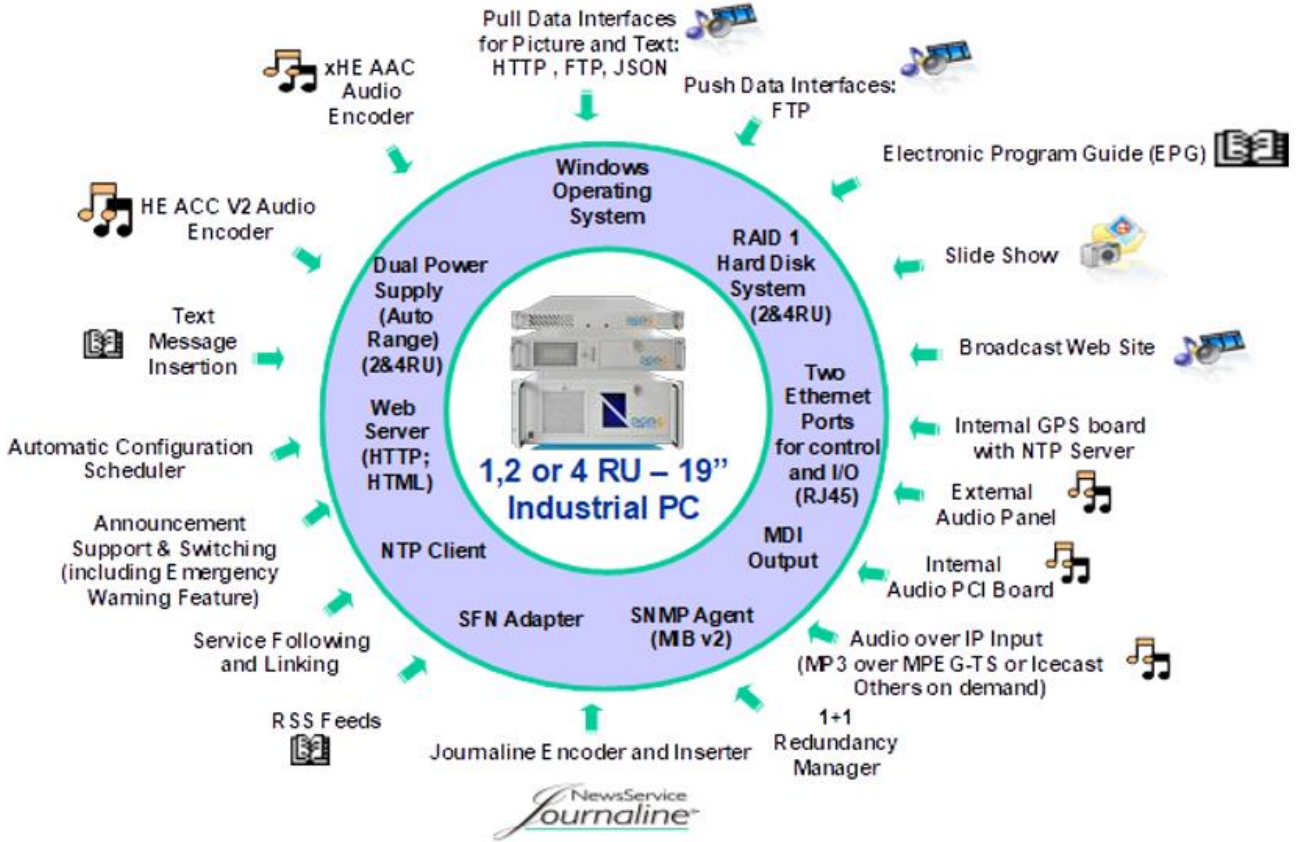 Pull Data Interfaces
for Picture and Text:
HTTP , FTP, JSON
Push Data Interfaces:
FTP
Electronic Program Guide (EPG)
Slide Show
Broadcast Web Site
Internal GPS board
with NTP Server
External
Audio Panel
Internal
Audio PCI Board
Audio over IP Input
(MP3 over MPEG-TS or Icecast
Others on demand)
1+1
Redundancy
Manager
Journaline Encoder and Inserter
NewsService
Journaline
RSS Feeds
Service Following
and Linking
Announcement
Support & Switching
(including Emergency
Warning Feature)
Automatic Configuration
Scheduler
Text
Message
Insertion
HE ACC V2 Audio
Encoder
xHE AAC
Audio
Encoder
Windows
Operating
System
RAID 1
Hard Disk
System
(2&4RU)
Two
Ethernet
Ports
for control
and I/O
(RJ45)
MDI
Output
SNMP Agent
(MIB v2)
SFN Adapter
NTP Client
Web
Server
(HTTP;
HTML)
Dual Power
Supply
(Auto
Range)
(2&4RU)
1,2 or 4 RU – 19”
Industrial PC